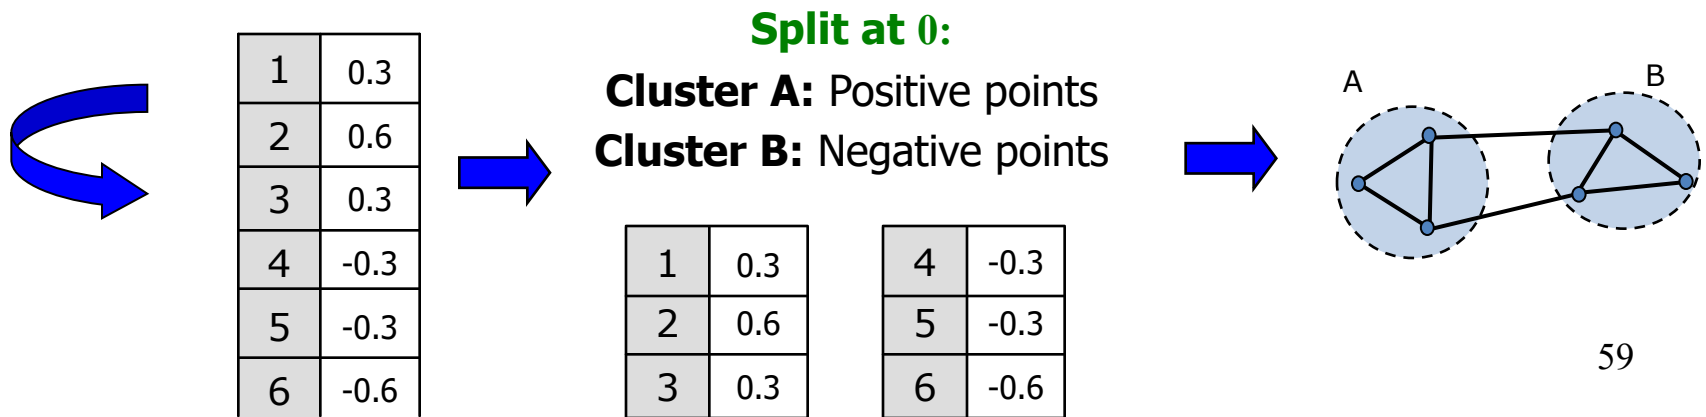 Split at 0:
Cluster A: Positive points
Cluster B: Negative points
1 0.3
2 0.6
3 0.3
4 -0.3
5 -0.3
6 -0.6
1 0.3
2 0.6
3 0.3
4 -0.3
5 -0.3
6 -0.6
A
B
59